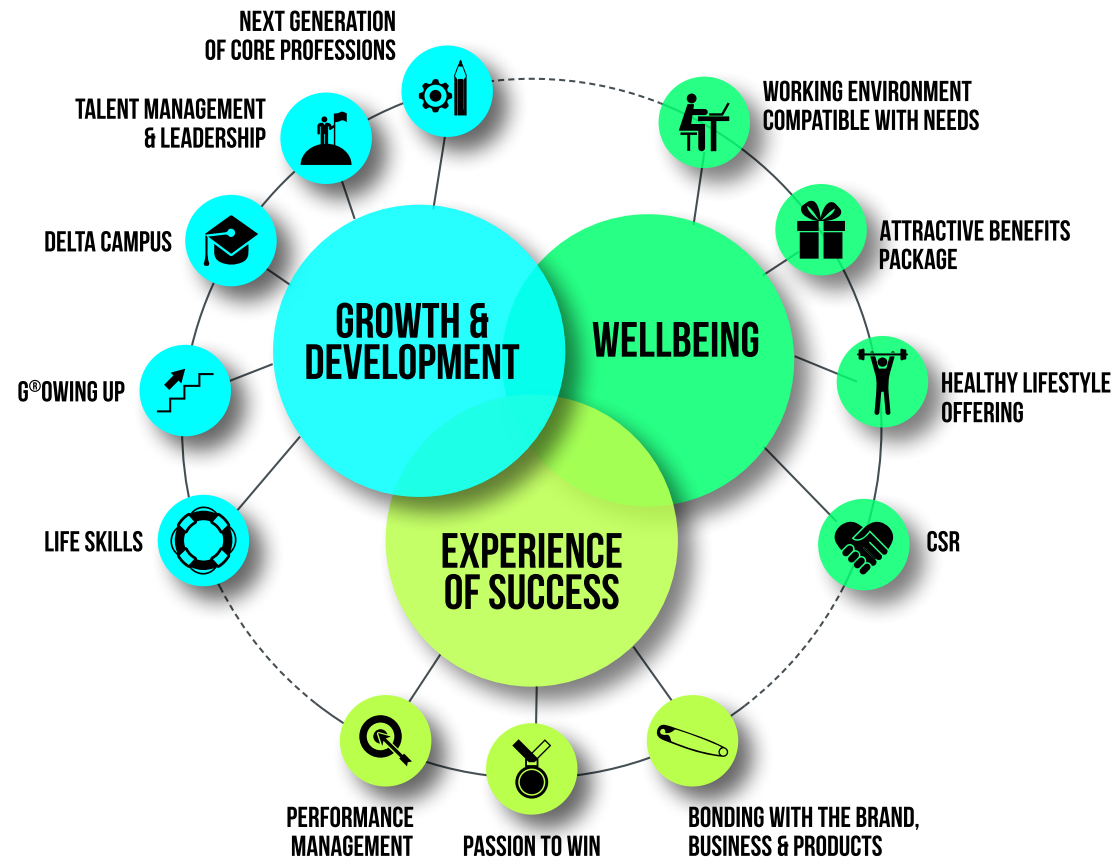 NEXT GENERATION
OF CORE PROFESSIONS
TALENT MANAGEMENT
& LEADERSHIP
DELTA CAMPUS
G®OWING UP
LIFE SKILLS
GROWTH &
DEVELOPMENT
WELLBEING
EXPERIENCE
OF SUCCESS
WORKING ENVIRONMENT
COMPATIBLE WITH NEEDS
ATTRACTIVE BENEFITS
PACKAGE
HEALTHY LIFESTYLE
OFFERING
CSR
PERFORMANCE
MANAGEMENT
PASSION TO WIN
BONDING WITH THE BRAND,
BUSINESS & PRODUCTS